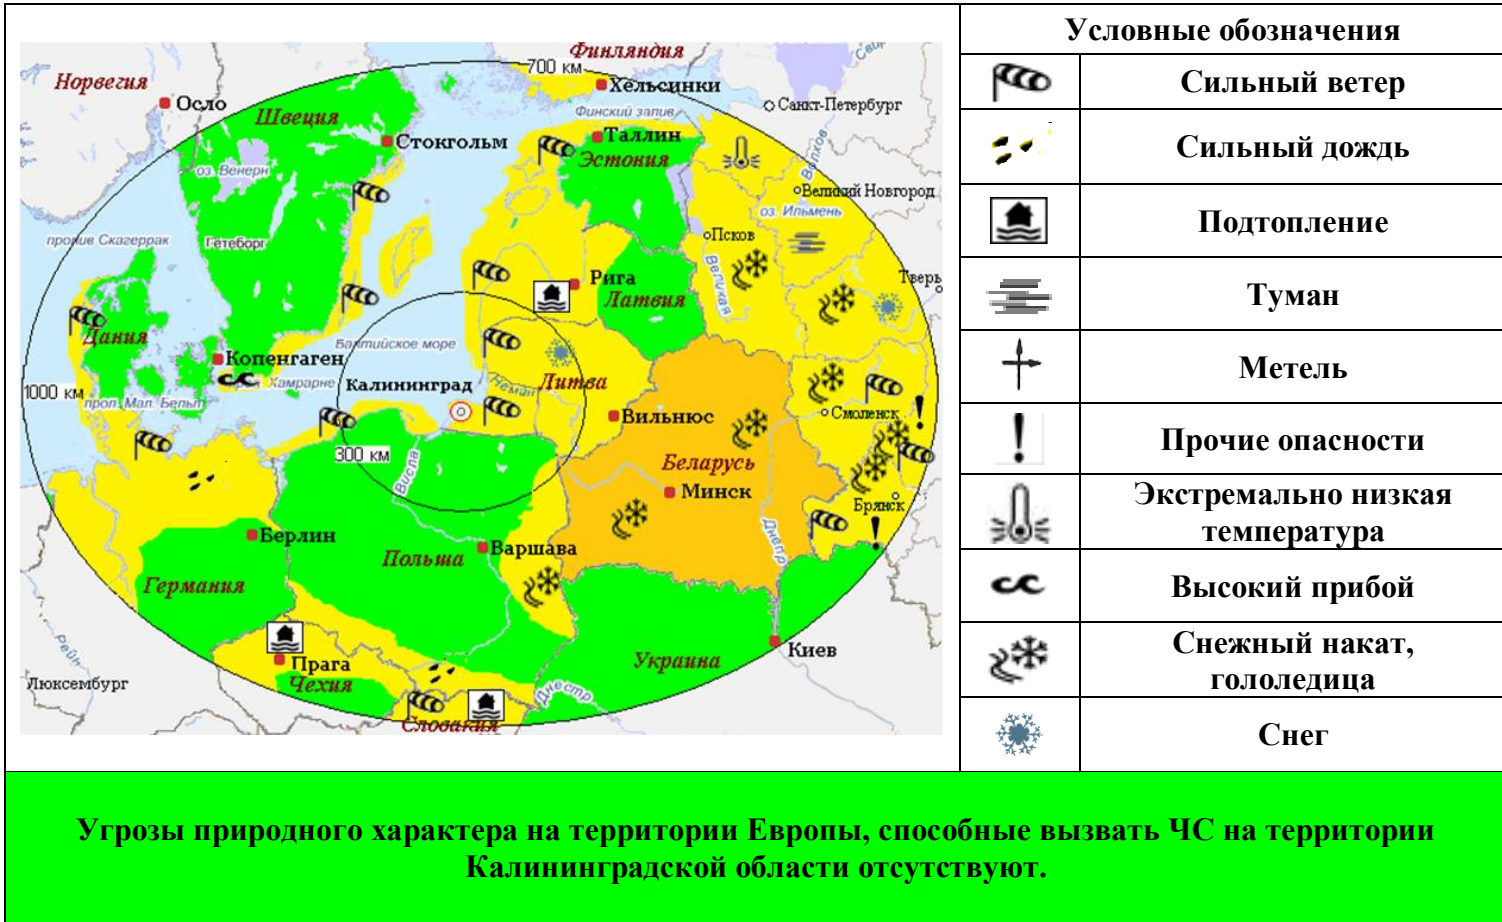 Условные обозначения
Финляндия
Норвегия
700 км
Хельсинки
Осло
Санкт-Петербург
Швеция
Финский залив
Волхов
Таллин
Стокгольм
Эстония
оз. Венерн
Великий Новгород
оз. Ильмень
Псков
пролив Скагеррак
Гетеборг
Великая
Рига
Тверь
Латвия
Дания
Балтийское море
Копенгаген
Хамрарне
Калининград
Неман
Литва
1000 км
прол. Мал. Бельт
Вильнюс
Смоленск
300 км
Висла
Беларусь
Минск
Брянск
Берлин
Днепр
Польша
Варшава
Германия
Рейн
Прага
Украина
Киев
Люксембург
Чехия
Днестр
Словакия
Сильный ветер
Сильный дождь
Подтопление
Туман
Метель
Прочие опасности
Экстремально низкая
температура
Высокий прибой
Снежный накат,
гололедица
Снег
Угрозы природного характера на территории Европы, способные вызвать ЧС на территории
Калининградской области отсутствуют.